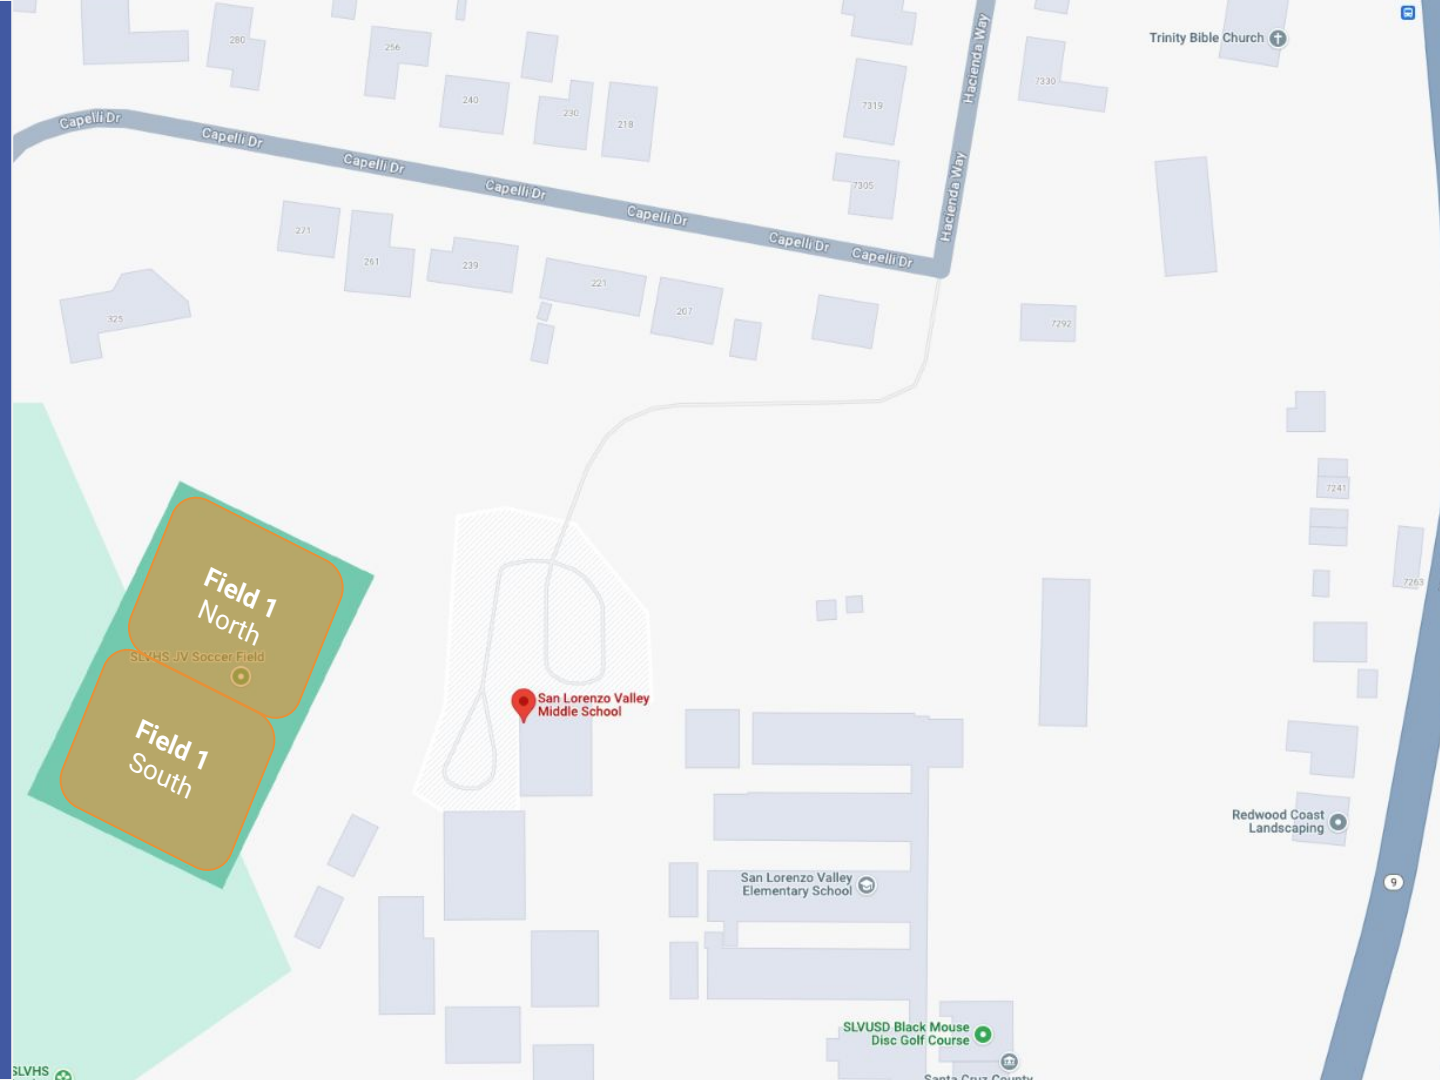 280
256
240
230
218
Trinity Bible Church
7330
7319
7305
Hacienda Way
Hacienda Way
Capelli Dr
Capelli Dr
Capelli Dr
Capelli Dr
Capelli Dr
Capelli Dr
Capelli Dr
271
261
239
221
207
325
7292
7241
7263
Field 1
North
SLVHS JV Soccer Field
Field 1
South
San Lorenzo Valley
Middle School
Redwood Coast
Landscaping
San Lorenzo Valley
Elementary School
9
SLVUSD Black Mouse
Disc Golf Course
Santa Cruz County
SLVHS